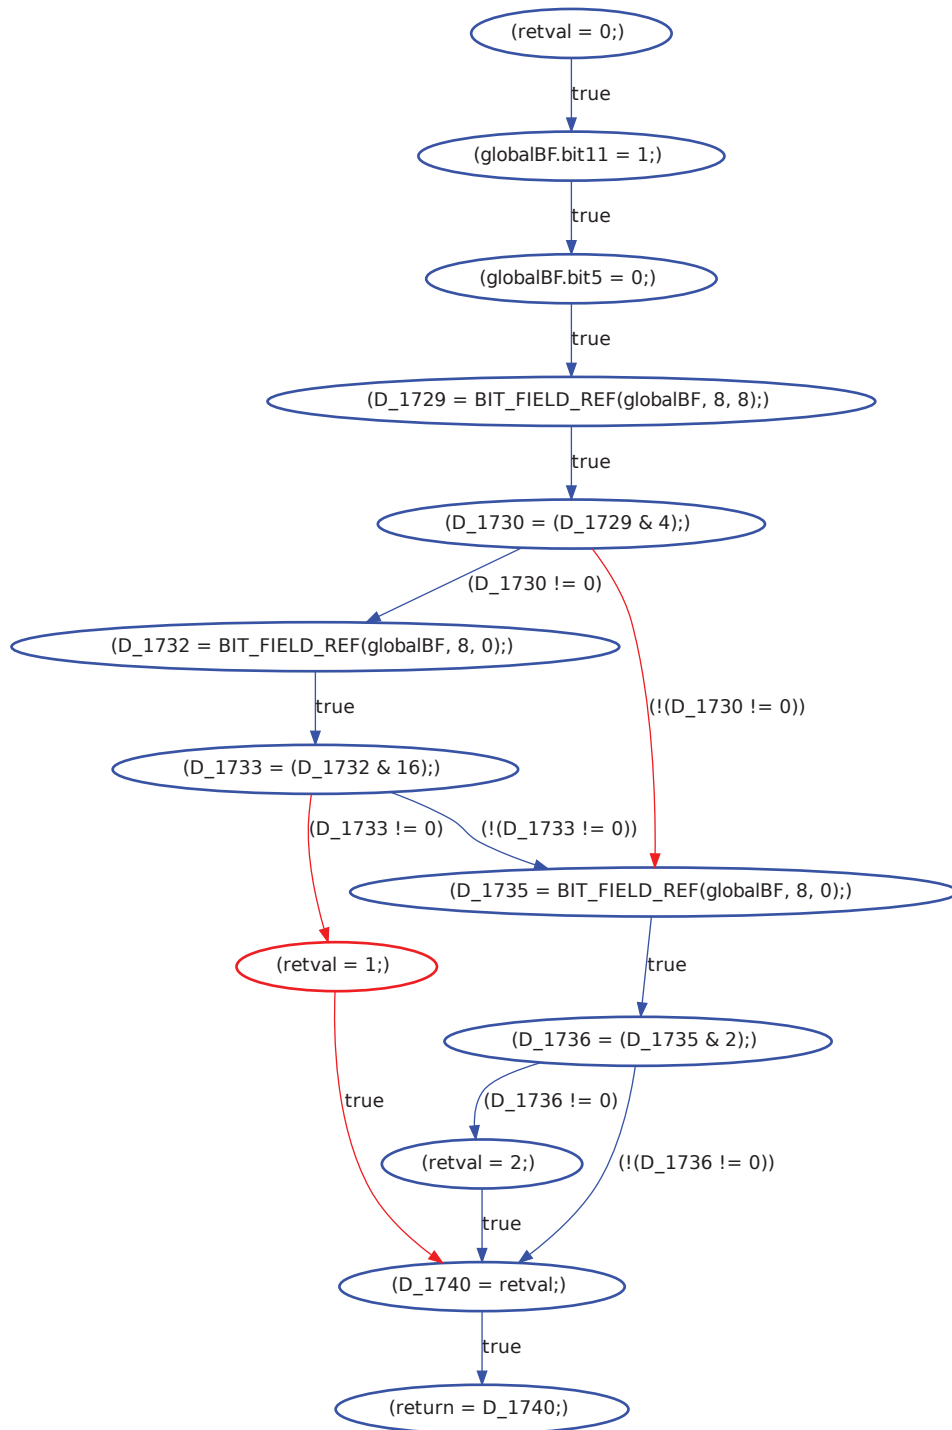 (retval = 0;)
true
(globalBF.bit11 = 1;)
true
(globalBF.bit5 = 0;)
true
(D_1729 = BIT_FIELD_REF(globalBF, 8, 8);)
true
(D_1730 = (D_1729 & 4);)
(D_1730 != 0)
(D_1732 = BIT_FIELD_REF(globalBF, 8, 0);)
true
(!(D_1730 != 0))
(D_1733 = (D_1732 & 16);)
(D_1733 != 0)
(!(D_1733 != 0))
(D_1735 = BIT_FIELD_REF(globalBF, 8, 0);)
(retval = 1;)
true
(D_1736 = (D_1735 & 2);)
true
(D_1736 != 0)
(retval = 2;)
(!(D_1736 != 0))
true
(D_1740 = retval;)
true
(return = D_1740;)